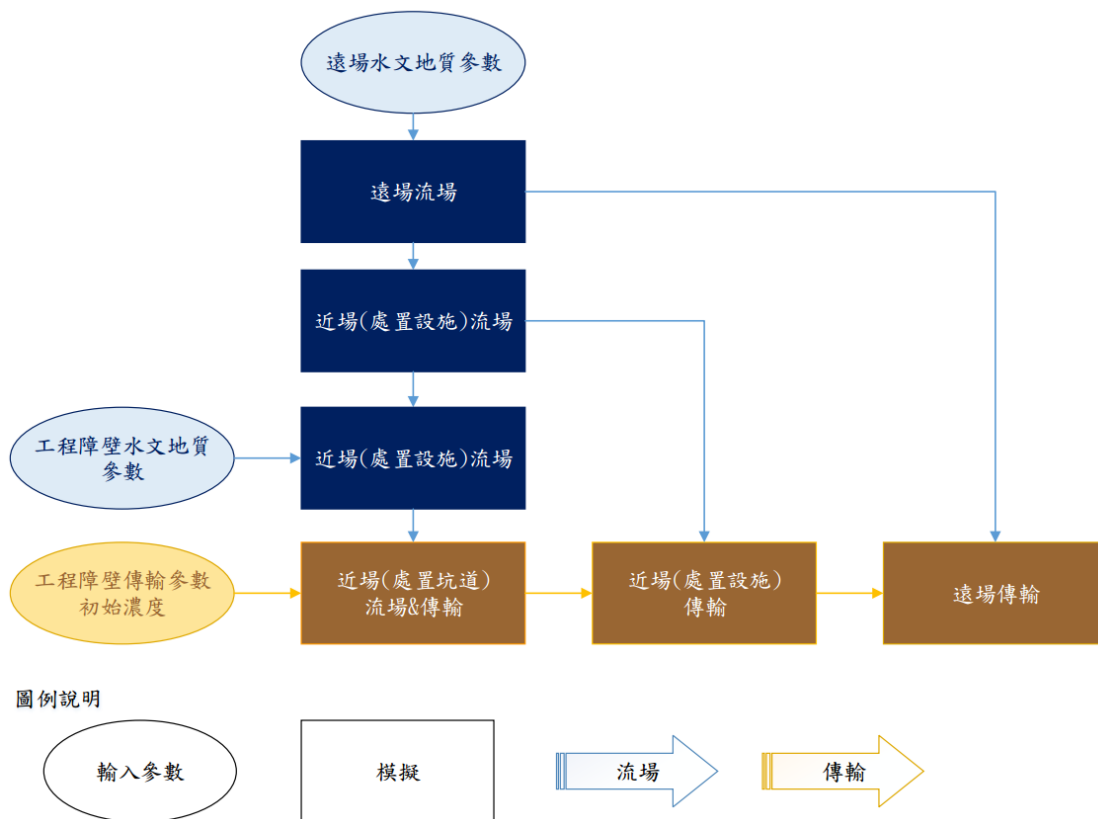 遠場水文地質參數
遠場流場
近場(處置設施)流場
工程障壁水文地質
參數
近場(處置設施)流場
工程障壁傳輸參數
初始濃度
近場(處置坑道)
流場&傳輸
近場(處置設施)
傳輸
遠場傳輸
圖例說明
輸入參數
模擬
流場
傳輸